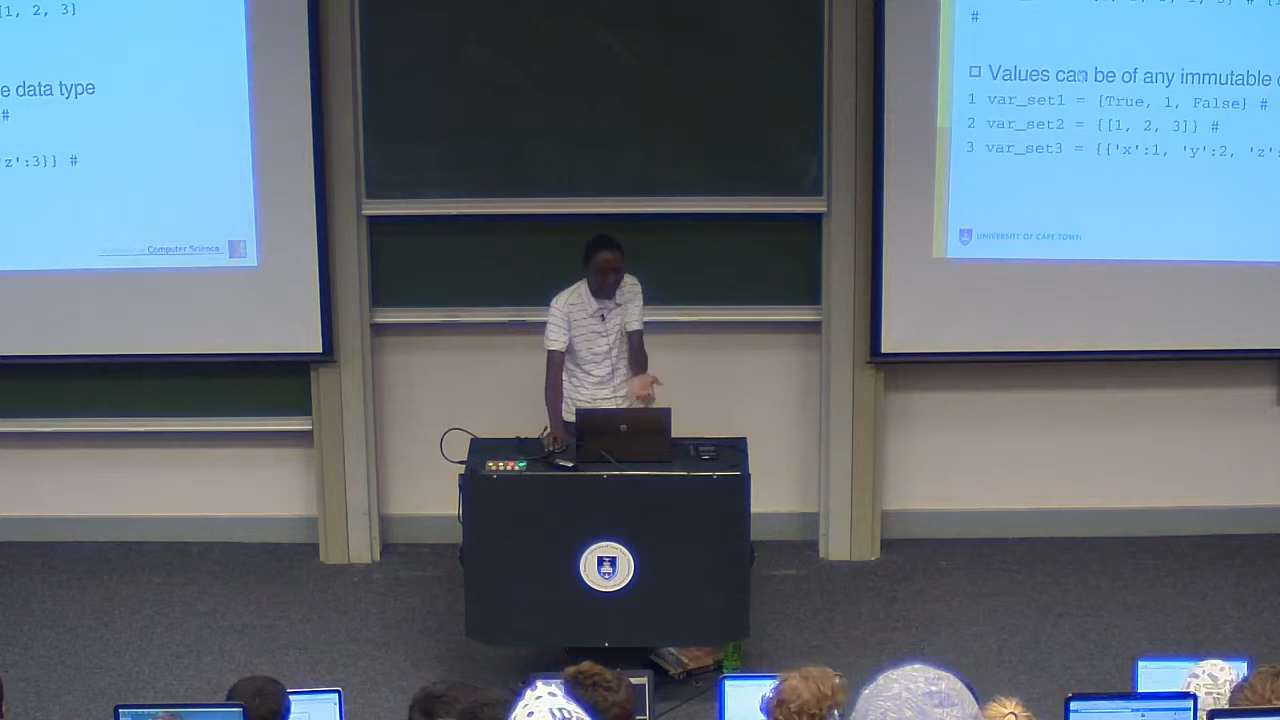 [1, 2, 3}
e data type
#
'z':3}} #
Computer Science
#
Values can be of any immutable
1 var_set1 = {True, 1, False} #
2 var_set2 = {[1, 2, 3]} #
3 var_set3 = {{'x':1, 'y':2, 'z':
UNIVERSITY OF CAPE TOWN